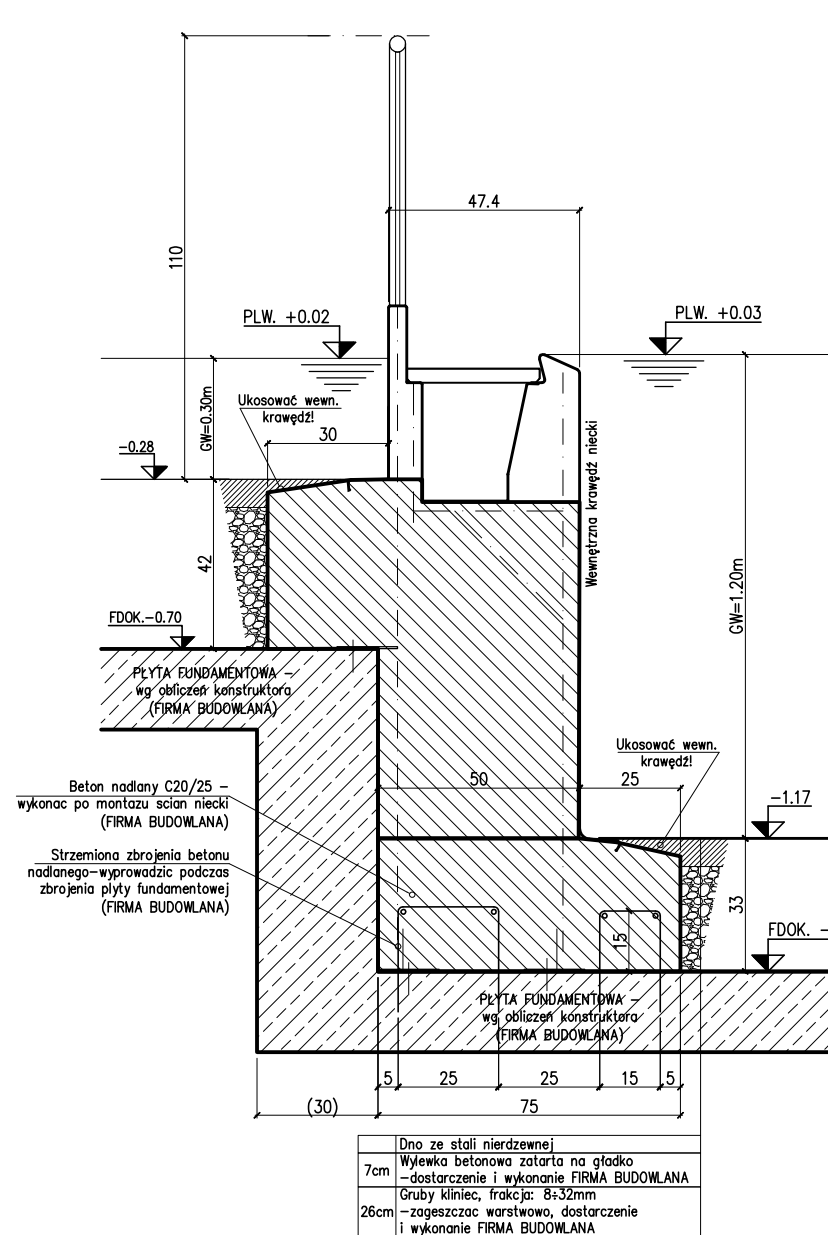 47.4
110
PLW. +0.02
PLW. +0.03
GW=0.30m
Ukosować wewn.
krawędź!
30
-0.28
Wewnętrzna krawędź niecki
42
GW=1.20m
FDOK.-0.70
PŁYTA FUNDAMENTOWA -
wg obliczeń konstruktora
(FIRMA BUDOWLANA)
Ukosować wewn.
krawędź!
50
25
Beton nadlany C20/25 -
wykonac po montazu scian niecki
(FIRMA BUDOWLANA)
-1.17
Strzemiona zbrojenia betonu
nadlanego-wyprowadzic podczas
zbrojenia plyty fundamentowej
(FIRMA BUDOWLANA)
33
15
FDOK. -
PŁYTA FUNDAMENTOWA -
wg obliczeń konstruktora
(FIRMA BUDOWLANA)
5 25 25 15 5
(30) 75
Dno ze stali nierdzewnej
7cm Wylewka betonowa zatarta na gładko
-dostarczenie i wykonanie FIRMA BUDOWLANA
Gruby kliniec, frakcja: 8÷32mm
26cm -zageszczac warstwowo, dostarczenie
i wykonanie FIRMA BUDOWLANA